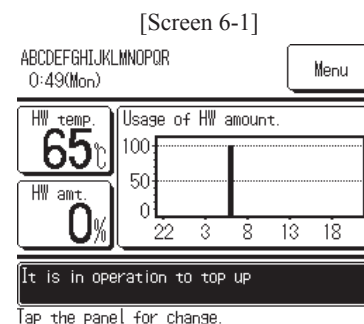 [Screen 6-1]
ABCDEFGHIJKLMNOPQR
0:49(Mon)
Menu
HW temp.
65℃
Usage of HW amount.
100
50
0
22 3 8 13 18
HW amt.
0%
It is in operation to top up
Tap the panel for change.